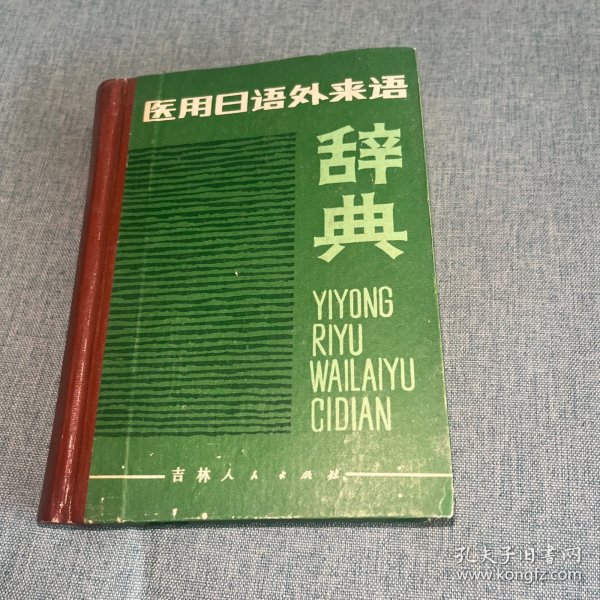 医用日语外来语
辞
典
YIYONG
RIYU
WAILAIYU
CIDIAN
吉林人民出版社
孔夫子旧书网
www.kongfz.com